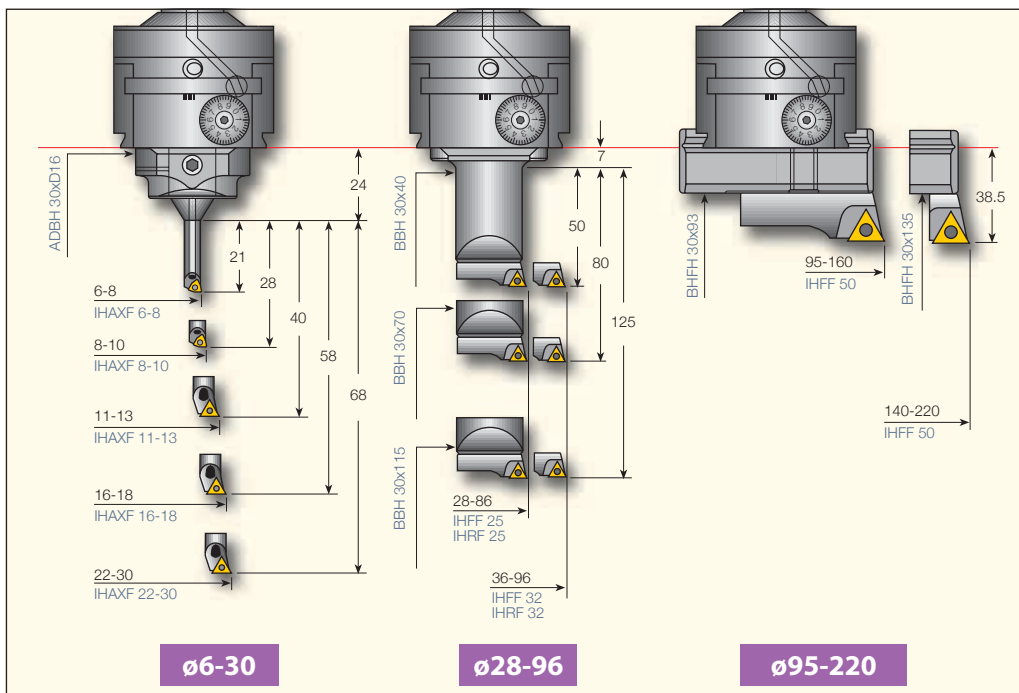 ADBH 30xD16
24
21
28
40
58
68
6-8
IHAXF 6-8
8-10
IHAXF 8-10
11-13
IHAXF 11-13
16-18
IHAXF 16-18
22-30
IHAXF 22-30
ø6-30
7
BBH 30x40
50
80
125
BBH 30x70
BBH 30x115
28-86
IHFF 25
IHRF 25
36-96
IHFF 32
IHRF 32
ø28-96
BHFH 30x93
95-160
IHFF 50
BHFH 30x135
38.5
140-220
IHFF 50
ø95-220